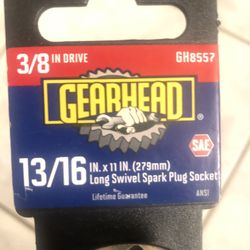 3/8 IN DRIVE GH8557
GEARHEAD®
SAE
13/16 IN. x 11 IN. (279mm)
Long Swivel Spark Plug Socket
Lifetime Guarantee ANSI